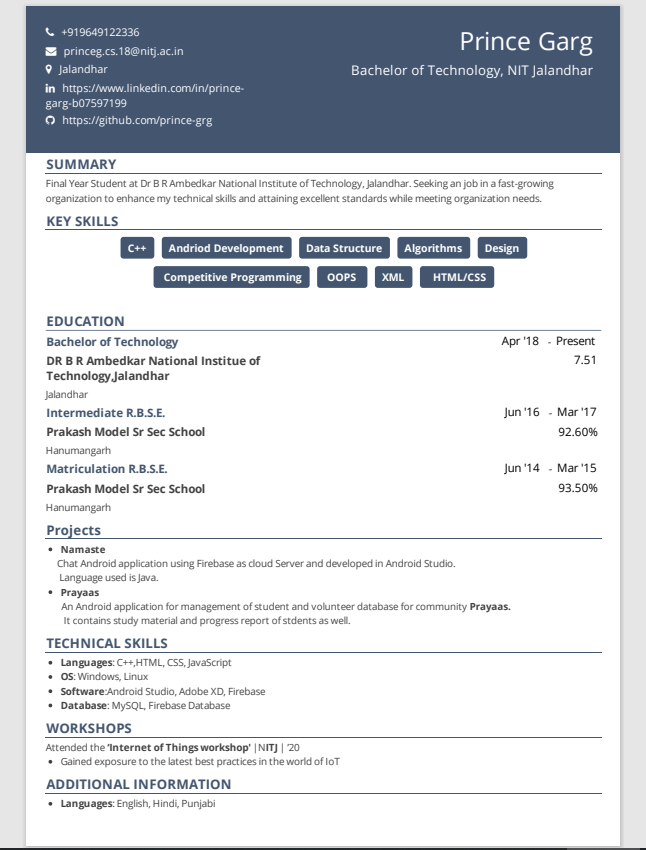 +919649122336
princeg.cs.18@nitj.ac.in
Jalandhar
https://www.linkedin.com/in/prince-
garg-b07597199
https://github.com/prince-grg
Prince Garg
Bachelor of Technology, NIT Jalandhar
SUMMARY
Final Year Student at Dr B R Ambedkar National Institute of Technology, Jalandhar. Seeking an job in a fast-growing
organization to enhance my technical skills and attaining excellent standards while meeting organization needs.
KEY SKILLS
C++ Andriod Development Data Structure Algorithms Design
Competitive Programming OOPS XML HTML/CSS
EDUCATION
Bachelor of Technology Apr '18 - Present
DR B R Ambedkar National Institue of 7.51
Technology,Jalandhar
Jalandhar
Intermediate R.B.S.E. Jun '16 - Mar '17
Prakash Model Sr Sec School 92.60%
Hanumangarh
Matriculation R.B.S.E. Jun '14 - Mar '15
Prakash Model Sr Sec School 93.50%
Hanumangarh
Projects
• Namaste
Chat Android application using Firebase as cloud Server and developed in Android Studio.
Language used is Java.
• Prayaas
An Android application for management of student and volunteer database for community Prayaas.
It contains study material and progress report of stdents as well.
TECHNICAL SKILLS
• Languages: C++,HTML, CSS, JavaScript
• OS: Windows, Linux
• Software:Android Studio, Adobe XD, Firebase
• Database: MySQL, Firebase Database
WORKSHOPS
Attended the 'Internet of Things workshop' |NITJ | '20
• Gained exposure to the latest best practices in the world of IoT
ADDITIONAL INFORMATION
• Languages: English, Hindi, Punjabi